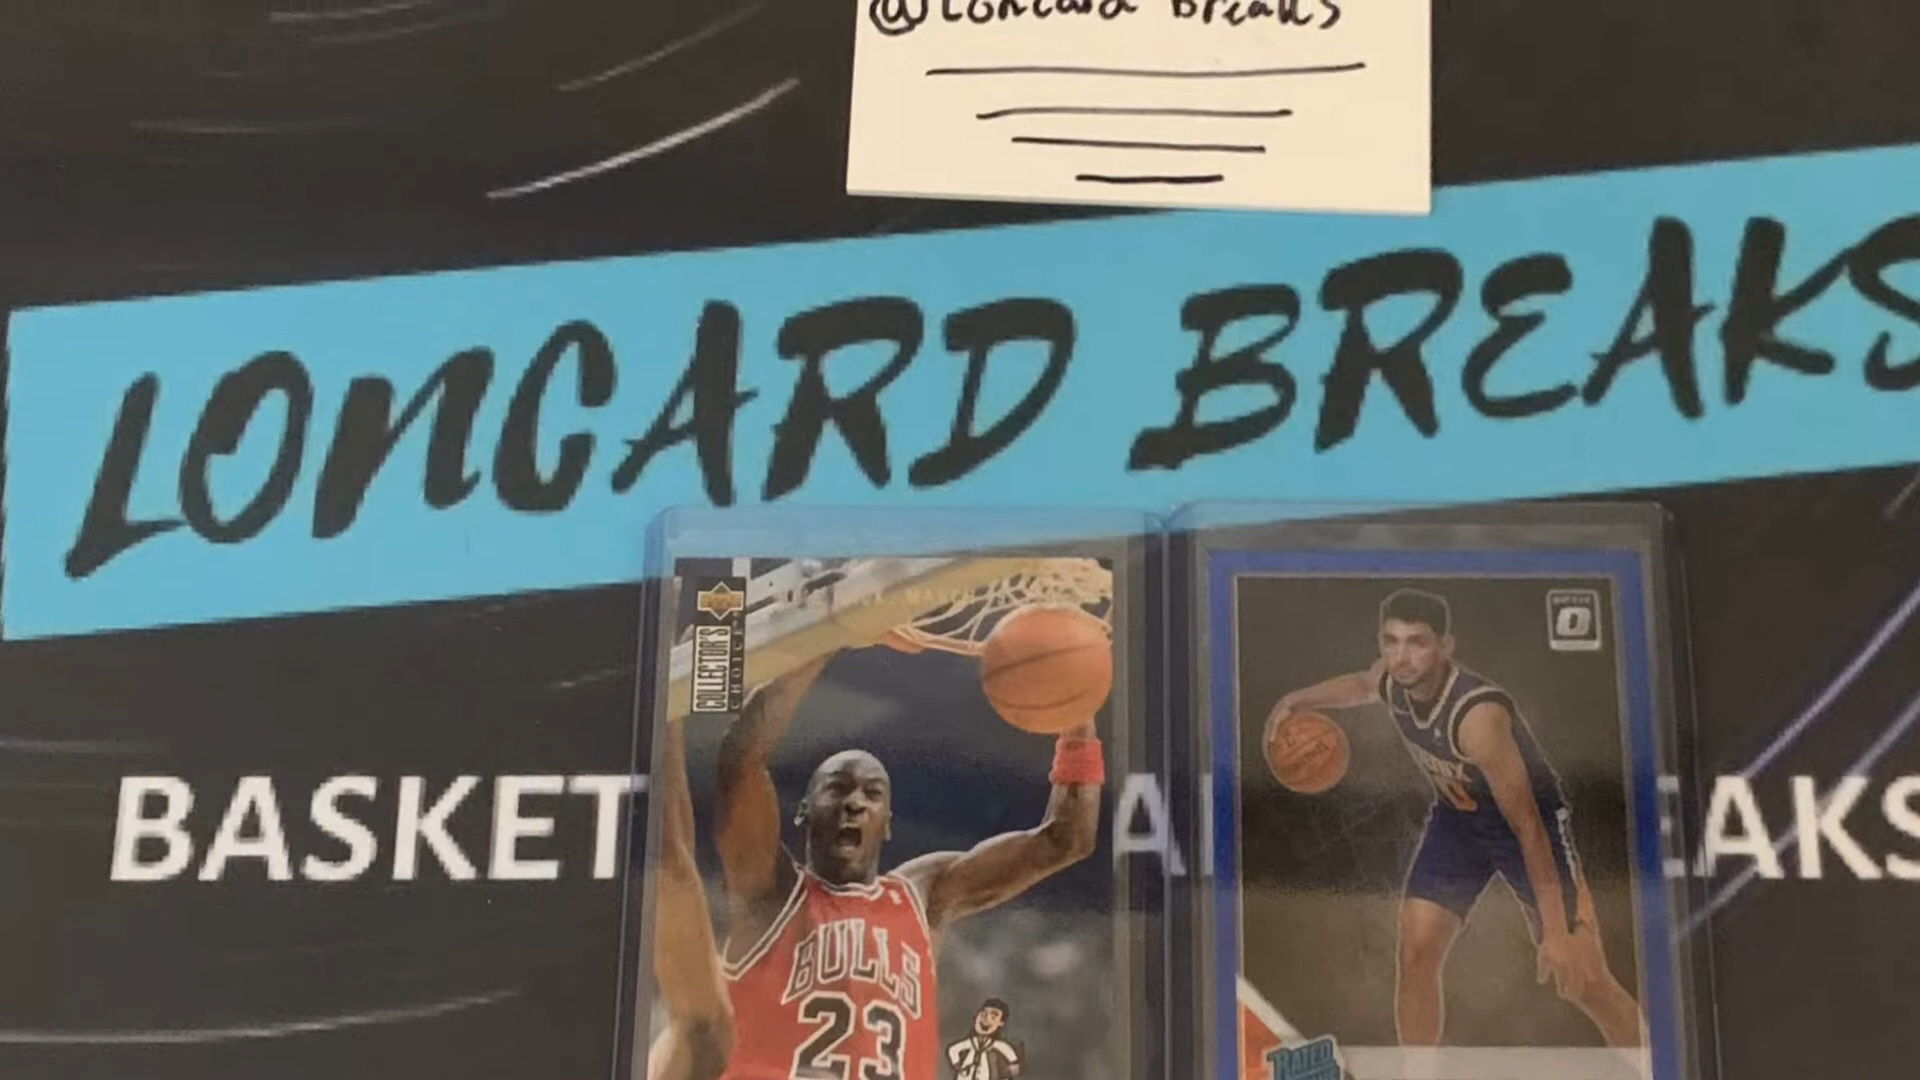 @Loncard Breaks
LONCARD BREAKS
COLLECTOR'S
CHOICE
BASKET
EAKS
BULLS
23
RATED